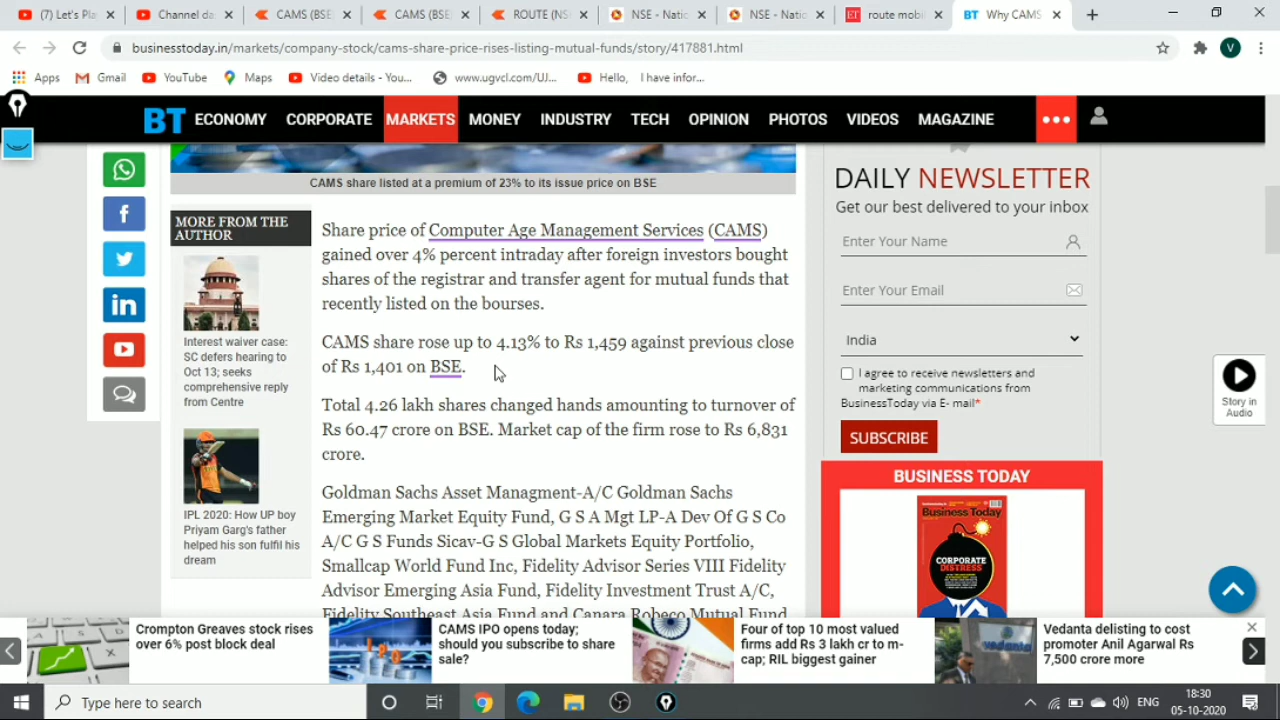 (7) Let's Pla
Channel da
CAMS (BSE
CAMS (BSE
ROUTE (NS
NSE - Natio
NSE - Natio
ET
route mobil
BT Why CAMS
businesstoday.in/markets/company-stock/cams-share-price-rises-listing-mutual-funds/story/417881.html
V
Apps
Gmail
YouTube
Maps
Video details - You...
www.ugvcl.com/UJ...
Hello, I have infor...
BT ECONOMY CORPORATE MARKETS MONEY INDUSTRY TECH OPINION PHOTOS VIDEOS MAGAZINE
CAMS share listed at a premium of 23% to its issue price on BSE
MORE FROM THE
AUTHOR
Interest waiver case:
SC defers hearing to
Oct 13; seeks
comprehensive reply
from Centre
IPL 2020: How UP boy
Priyam Garg's father
helped his son fulfil his
dream
Share price of Computer Age Management Services (CAMS)
gained over 4% percent intraday after foreign investors bought
shares of the registrar and transfer agent for mutual funds that
recently listed on the bourses.
CAMS share rose up to 4.13% to Rs 1,459 against previous close
of Rs 1,401 on BSE.
Total 4.26 lakh shares changed hands amounting to turnover of
Rs 60.47 crore on BSE. Market cap of the firm rose to Rs 6,831
crore.
Goldman Sachs Asset Managment-A/C Goldman Sachs
Emerging Market Equity Fund, G S A Mgt LP-A Dev Of G S Co
A/C G S Funds Sicav-G S Global Markets Equity Portfolio,
Smallcap World Fund Inc, Fidelity Advisor Series VIII Fidelity
Advisor Emerging Asia Fund, Fidelity Investment Trust A/C,
Fidelity Southeast Asia Fund and Canara Robeco Mutual Fund
DAILY NEWSLETTER
Get our best delivered to your inbox
Enter Your Name
Enter Your Email
India
I agree to receive newsletters and
marketing communications from
BusinessToday via E- mail*
SUBSCRIBE
BUSINESS TODAY
Business Today
CORPORATE
DISTRESS
Story in
Audio
Crompton Greaves stock rises
over 6% post block deal
CAMS IPO opens today;
should you subscribe to share
sale?
Four of top 10 most valued
firms add Rs 3 lakh cr to m-
cap; RIL biggest gainer
vedanta
Vedanta delisting to cost
promoter Anil Agarwal Rs
7,500 crore more
Type here to search
ENG
18:30
05-10-2020